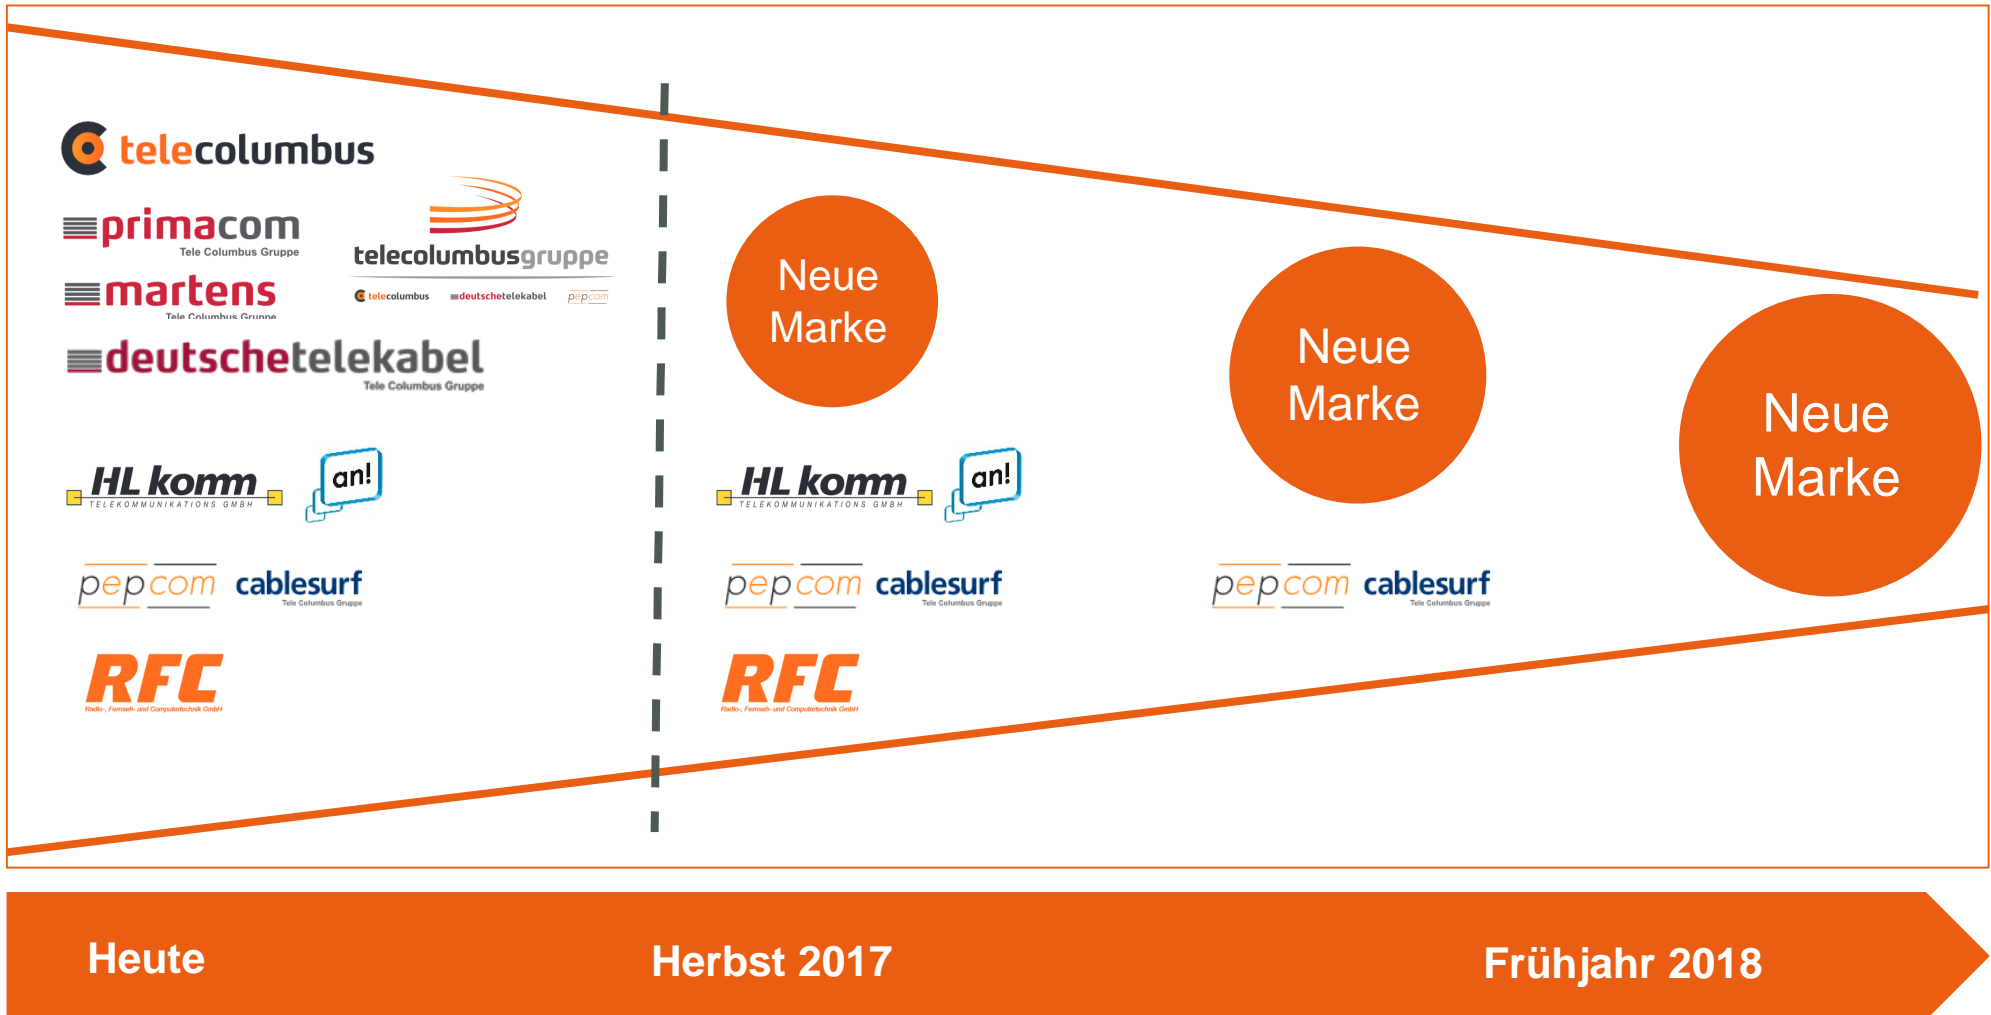 telecolumbus
primacom
Tele Columbus Gruppe
martens
Tele Columbus Gruppe
telecolumbusgruppe
telecolumbus deutschetelekabel pepcom
deutschetelekabel
Tele Columbus Gruppe
HL komm
TELEKOMMUNIKATIONS GMBH
an!
pepcom
cablesurf
Tele Columbus Gruppe
RFC
Radio-, Fernseh- und Computertechnik GmbH
Neue
Marke
HL komm
TELEKOMMUNIKATIONS GMBH
an!
pepcom
cablesurf
Tele Columbus Gruppe
RFC
Radio-, Fernseh- und Computertechnik GmbH
Neue
Marke
pepcom
cablesurf
Tele Columbus Gruppe
Neue
Marke
Heute
Herbst 2017
Frühjahr 2018